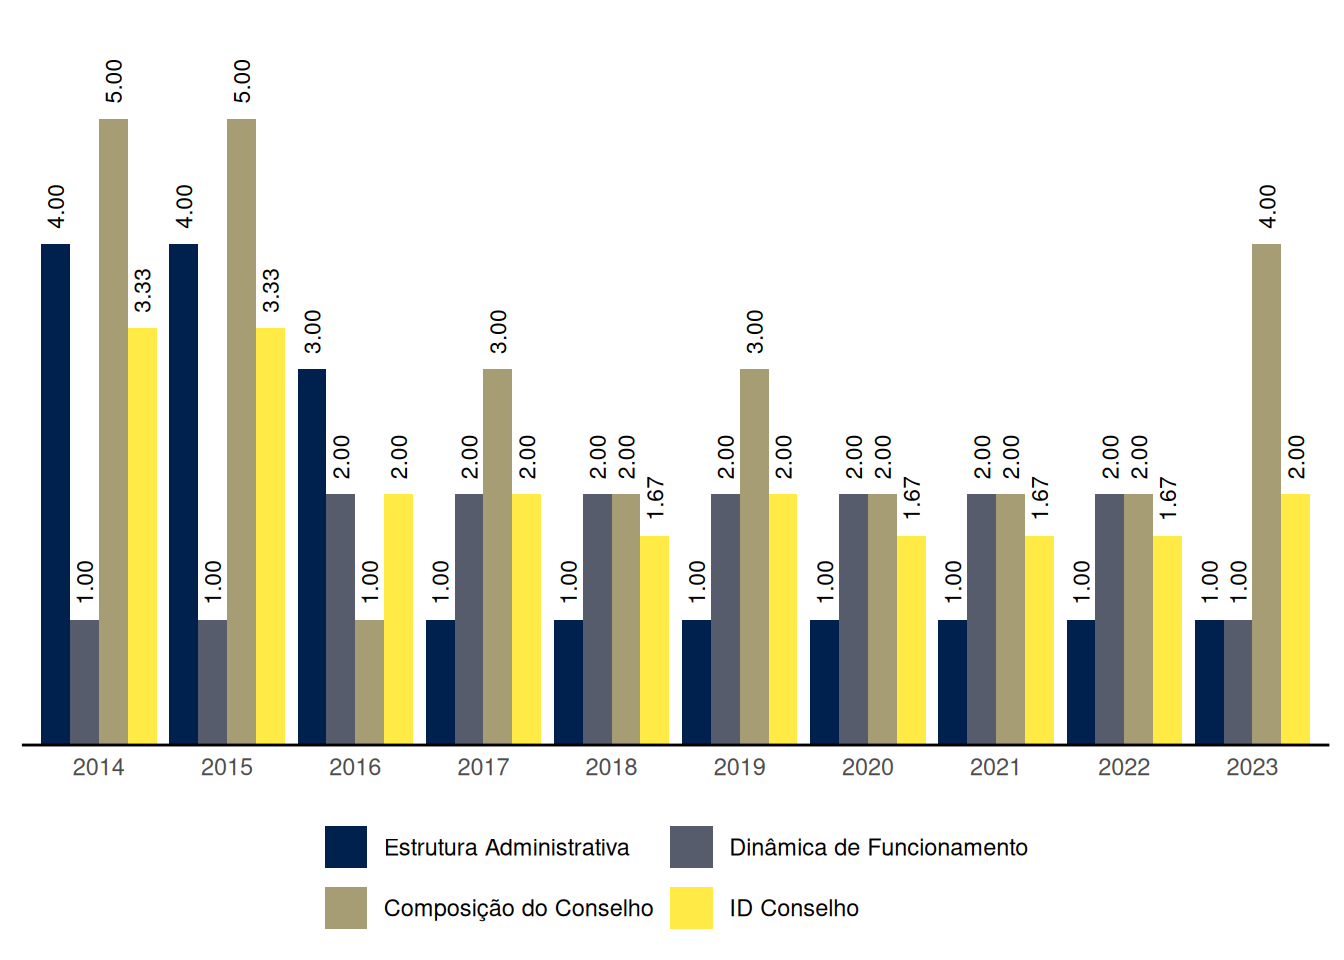 4.00 1.00 5.00 3.33 4.00 1.00 5.00 3.33 3.00 2.00 1.00 2.00 1.00 2.00 3.00 2.00 1.00 2.00 2.00 1.67 1.00 2.00 3.00 2.00 1.00 2.00 2.00 1.67 1.00 2.00 2.00 1.67 1.00 2.00 2.00 1.67 1.00 1.00 4.00 2.00
2014 2015 2016 2017 2018 2019 2020 2021 2022 2023
Estrutura Administrativa Dinâmica de Funcionamento
Composição do Conselho ID Conselho